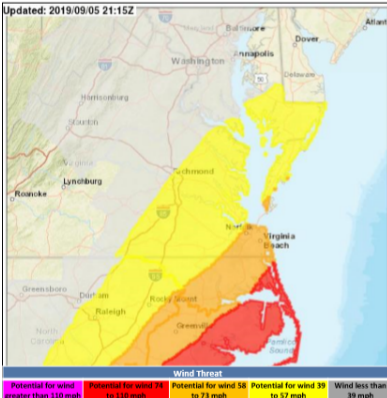 Updated: 2019/09/05 21:15Z
Baltimore
Atlant
Dover
Annapolis
Washington
Delaware
Harrisonburg
Staunton
Virginia
Richmond
Lynchburg
Roanoke
Virginia
Beach
Greensboro
Durham
Rocky Mount
Raleigh
Greenville
North
Pamlico
Sound
Wind Threat
Potential for wind greater than 110 mph
Potential for wind 74 to 110 mph
Potential for wind 58 to 73 mph
Potential for wind 39 to 57 mph
Wind less than 39 mph